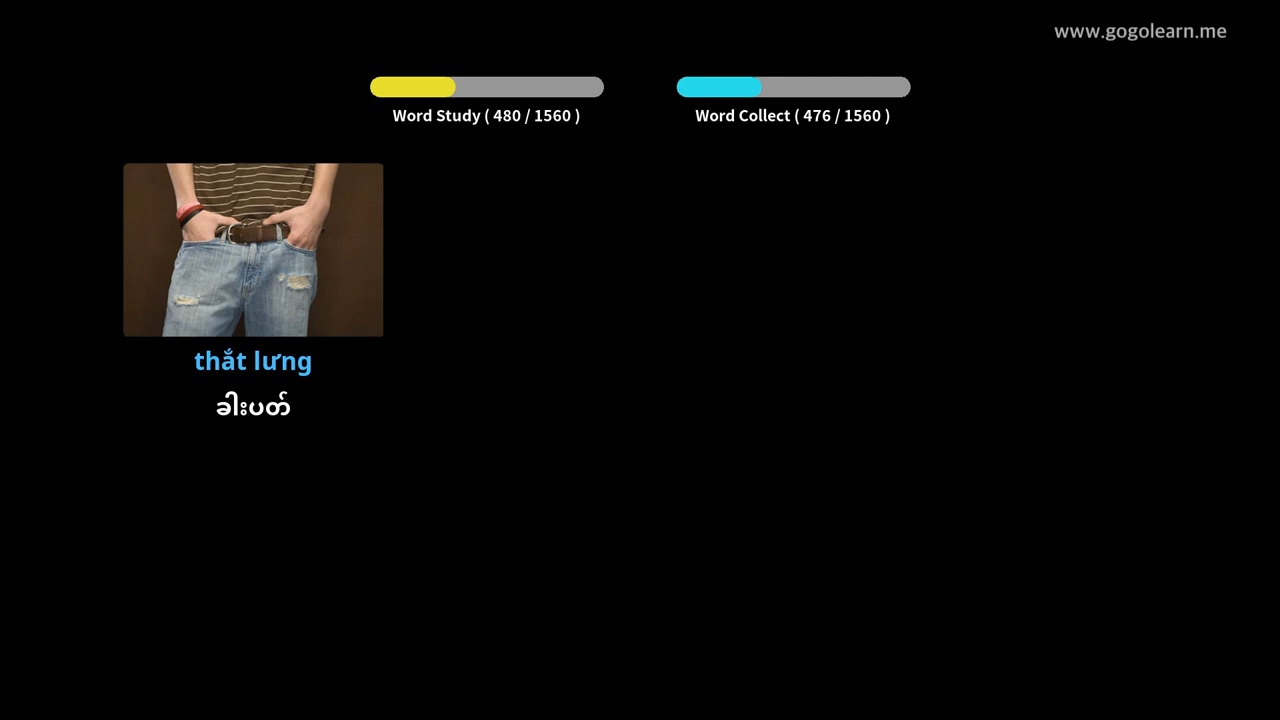 www.gogolearn.me
Word Study ( 480 / 1560 )
Word Collect ( 476 / 1560 )
thắt lưng
ခါးပတ်